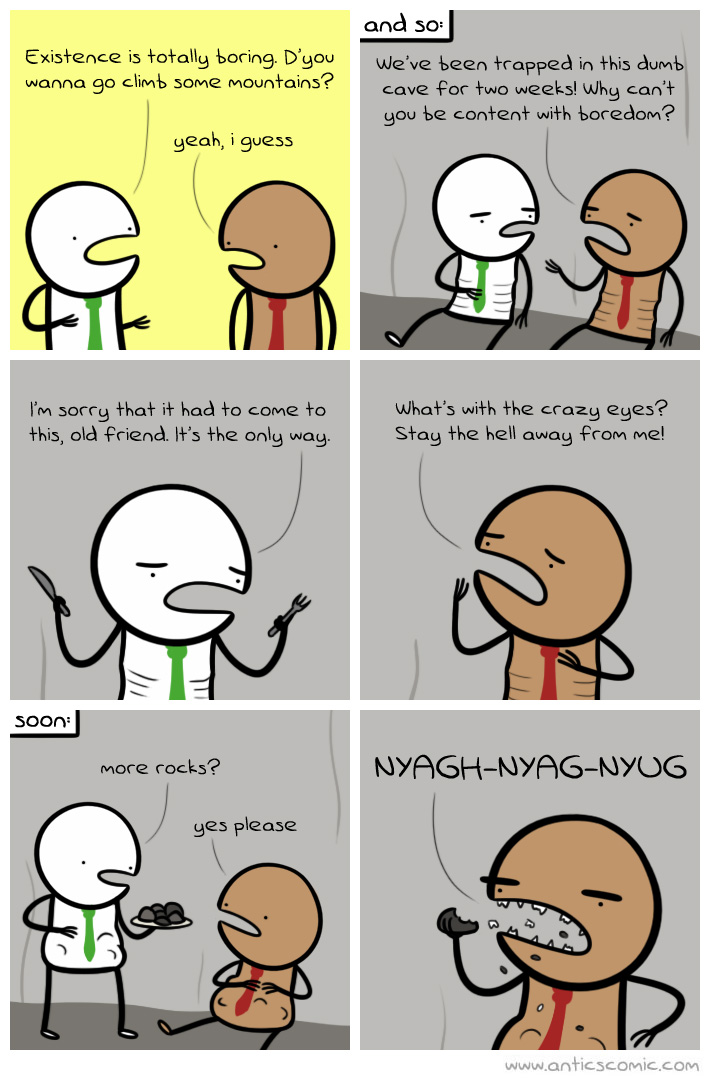 Existence is totally boring. D'you
wanna go climb some mountains?
yeah, i guess
and so:
We've been trapped in this dumb
cave for two weeks! Why can't
you be content with boredom?
I'm sorry that it had to come to
this, old friend. It's the only way.
What's with the crazy eyes?
Stay the hell away from me!
soon:
more rocks?
yes please
NYAGH-NYAG-NYUG
www.anticscomic.com